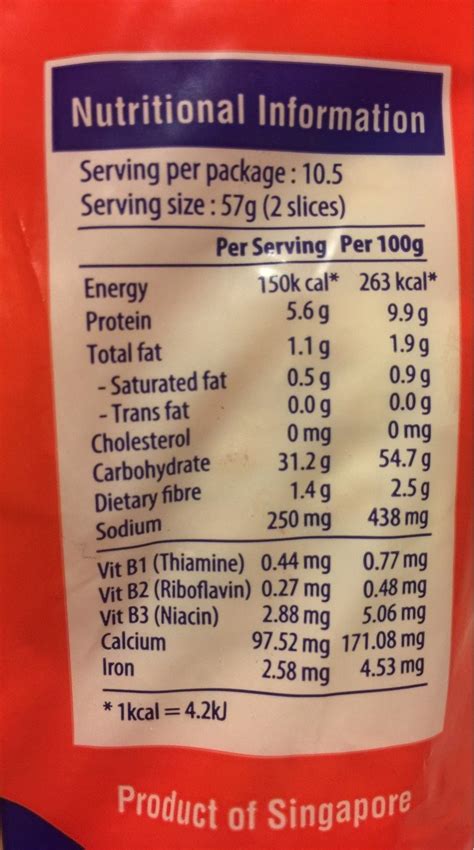 Nutritional Information
Serving per package : 10.5
Serving size : 57g (2 slices)
Per Serving Per 100g
Energy 150k cal* 263 kcal*
Protein 5.6 g 9.9 g
Total fat 1.1 g 1.9 g
- Saturated fat 0.5 g 0.9 g
- Trans fat 0.0 g 0.0 g
Cholesterol 0 mg 0 mg
Carbohydrate 31.2 g 54.7 g
Dietary fibre 1.4 g 2.5 g
Sodium 250 mg 438 mg
Vit B1 (Thiamine) 0.44 mg 0.77 mg
Vit B2 (Riboflavin) 0.27 mg 0.48 mg
Vit B3 (Niacin) 2.88 mg 5.06 mg
Calcium 97.52 mg 171.08 mg
Iron 2.58 mg 4.53 mg
* 1kcal = 4.2kJ
Product of Singapore